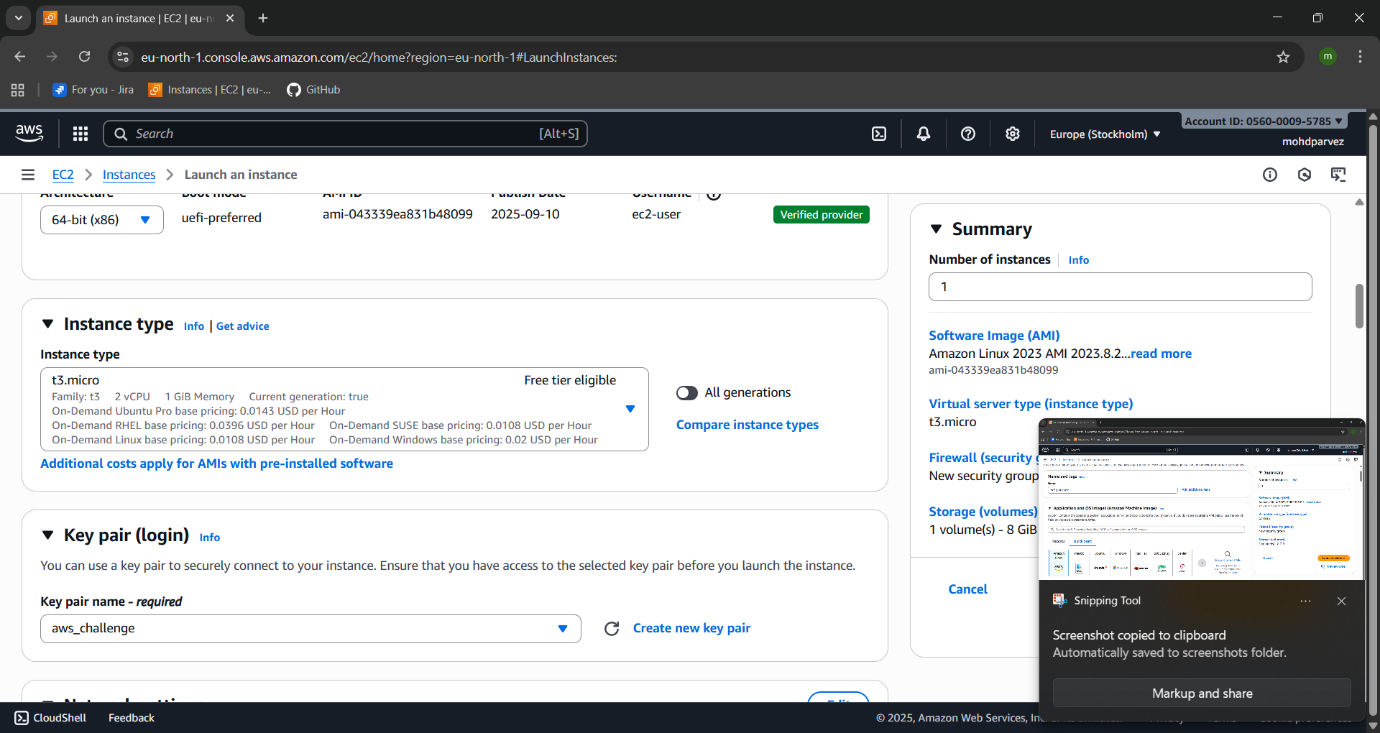 Launch an instance | EC2 | eu-n
eu-north-1.console.aws.amazon.com/ec2/home?region=eu-north-1#LaunchInstances:
m
For you - Jira
Instances | EC2 | eu-...
GitHub
aws
Search
[Alt+S]
Europe (Stockholm)
Account ID: 0560-0009-5785
mohdparvez
EC2
Instances
Launch an instance
Architecture
Boot mode
AMI ID
Publish Date
Username
64-bit (x86)
uefi-preferred
ami-043339ea831b48099
2025-09-10
ec2-user
Verified provider
Instance type
Info | Get advice
Instance type
t3.micro
Free tier eligible
Family: t3 2 vCPU 1 GiB Memory Current generation: true
On-Demand Ubuntu Pro base pricing: 0.0143 USD per Hour
On-Demand RHEL base pricing: 0.0396 USD per Hour On-Demand SUSE base pricing: 0.0108 USD per Hour
On-Demand Linux base pricing: 0.0108 USD per Hour On-Demand Windows base pricing: 0.02 USD per Hour
All generations
Compare instance types
Additional costs apply for AMIs with pre-installed software
Key pair (login)
Info
You can use a key pair to securely connect to your instance. Ensure that you have access to the selected key pair before you launch the instance.
Key pair name - required
aws_challenge
Create new key pair
Summary
Number of instances
Info
1
Software Image (AMI)
Amazon Linux 2023 AMI 2023.8.2...read more
ami-043339ea831b48099
Virtual server type (instance type)
t3.micro
Firewall (security
New security group
Storage (volumes)
1 volume(s) - 8 GiB
Cancel
Snipping Tool
Screenshot copied to clipboard
Automatically saved to screenshots folder.
Markup and share
CloudShell
Feedback
© 2025, Amazon Web Services,